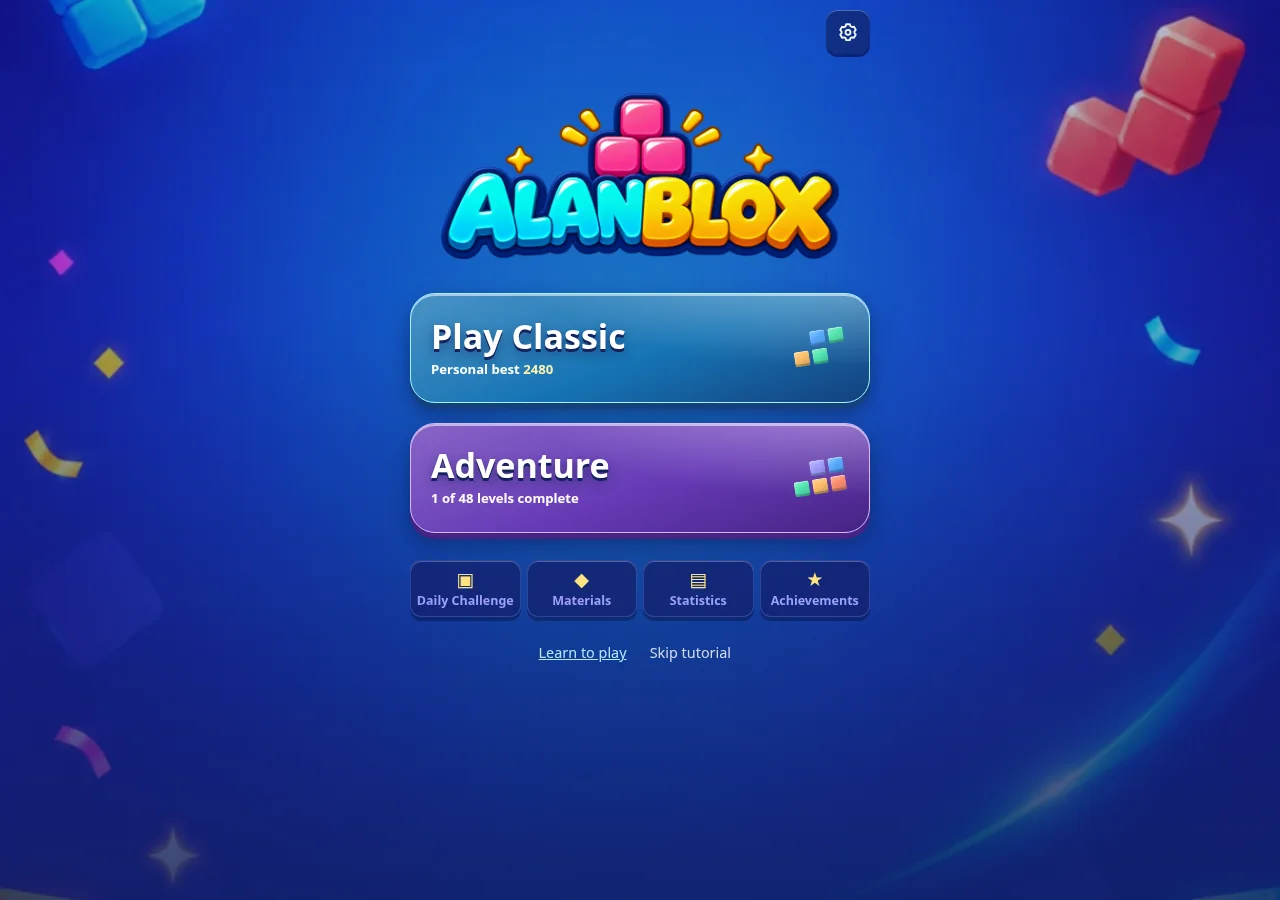 ALANBLOX
Play Classic
Personal best 2480
Adventure
1 of 48 levels complete
Daily Challenge
Materials
Statistics
Achievements
Learn to play
Skip tutorial